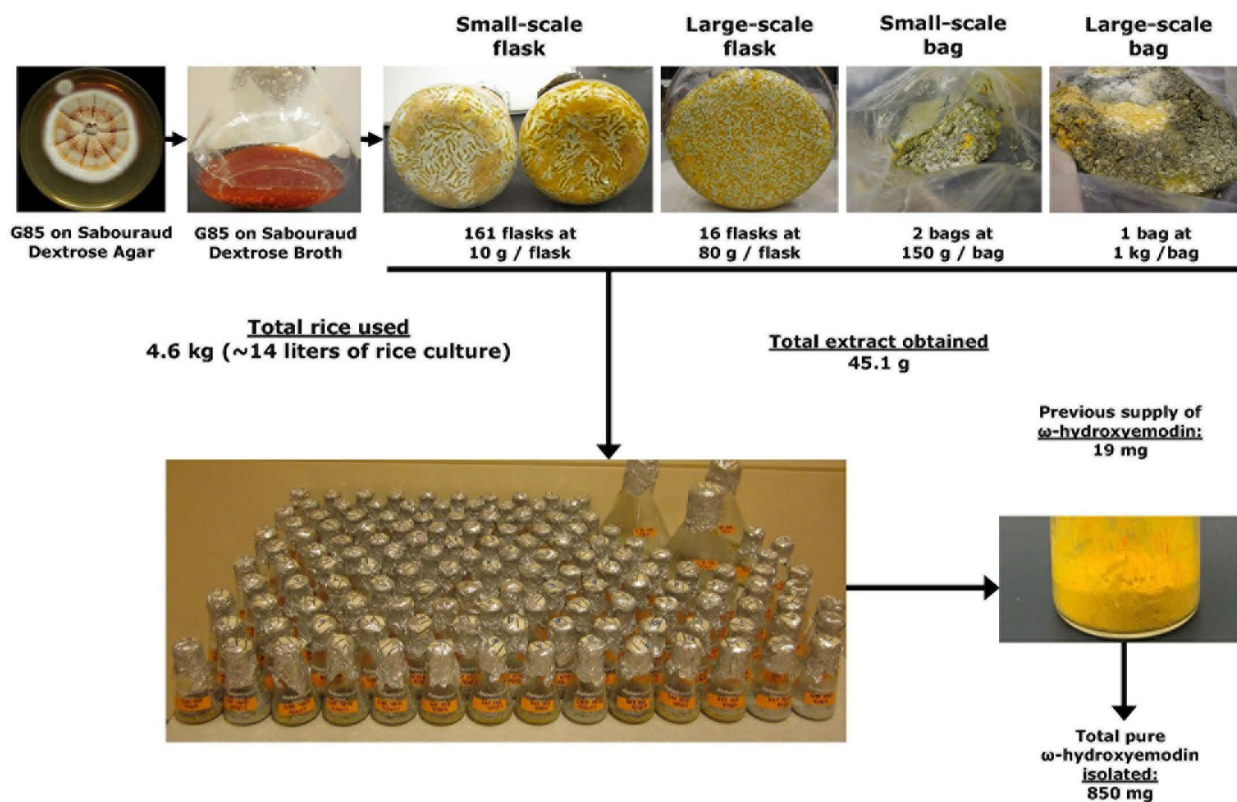 Small-scale
flask
Large-scale
flask
Small-scale
bag
Large-scale
bag
G85 on Sabouraud
Dextrose Agar
G85 on Sabouraud
Dextrose Broth
161 flasks at
10 g / flask
16 flasks at
80 g / flask
2 bags at
150 g / bag
1 bag at
1 kg /bag
Total rice used
4.6 kg (~14 liters of rice culture)
Total extract obtained
45.1 g
Previous supply of
ω-hydroxyemodin:
19 mg
Total pure
ω-hydroxyemodin
isolated:
850 mg